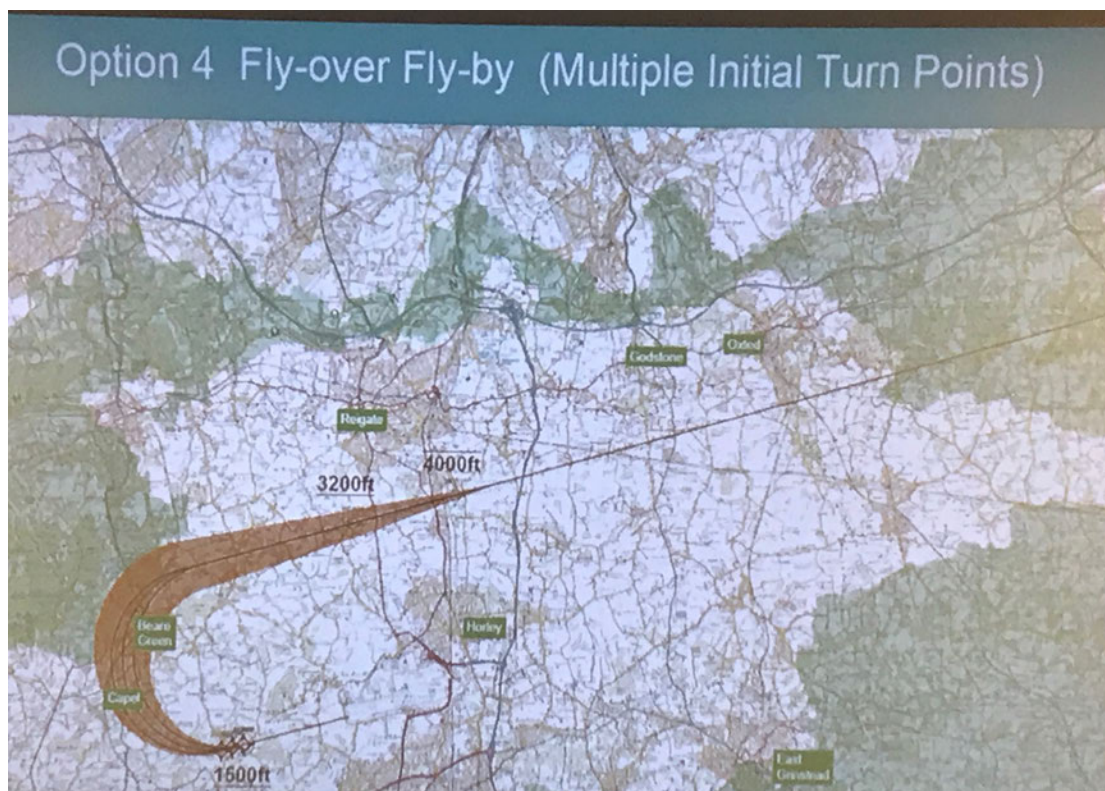 Option 4 Fly-over Fly-by (Multiple Initial Turn Points)
Godstone
Oxted
Reigate
4000ft
3200ft
Beare
Green
Horley
Capel
1500ft
East
Grinstead